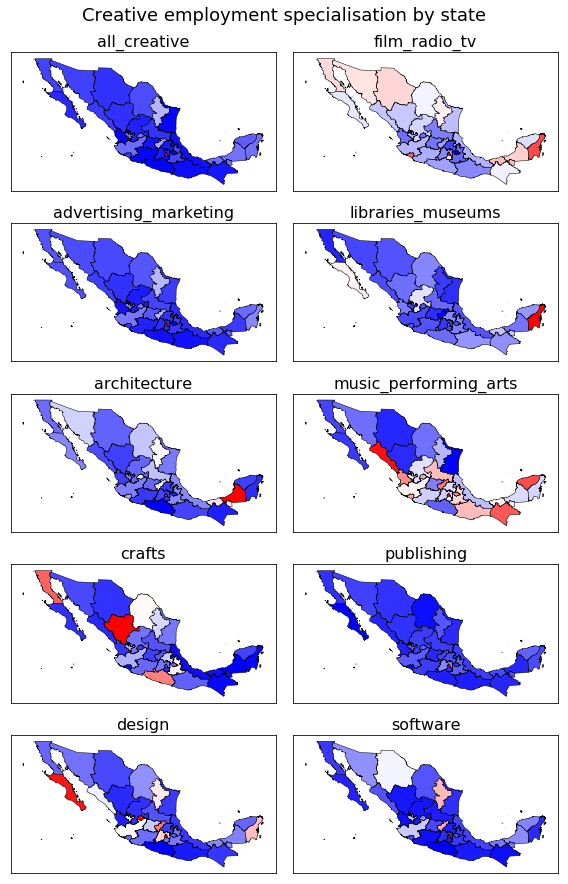 Creative employment specialisation by state
all_creative
film_radio_tv
advertising_marketing
libraries_museums
architecture
music_performing_arts
crafts
publishing
design
software